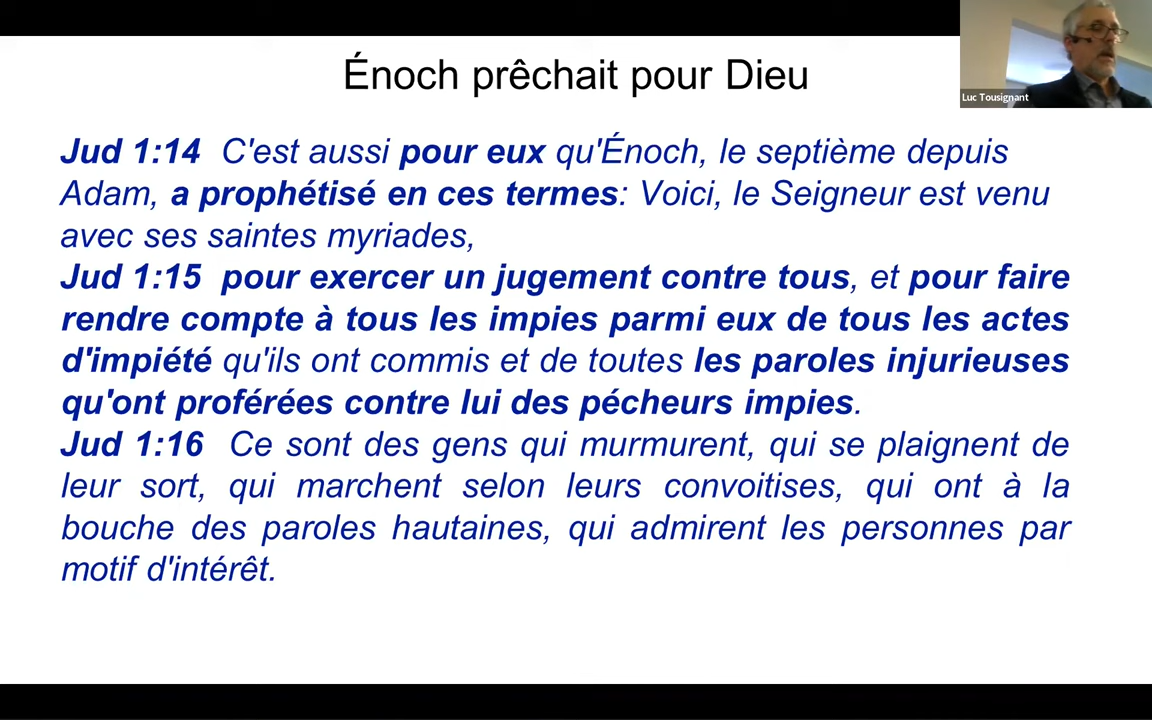 Énoch prêchait pour Dieu
Luc Tousignant
Jud 1:14 C'est aussi pour eux qu'Énoch, le septième depuis
Adam, a prophétisé en ces termes: Voici, le Seigneur est venu
avec ses saintes myriades,
Jud 1:15 pour exercer un jugement contre tous, et pour faire
rendre compte à tous les impies parmi eux de tous les actes
d'impiété qu'ils ont commis et de toutes les paroles injurieuses
qu'ont proférées contre lui des pécheurs impies.
Jud 1:16 Ce sont des gens qui murmurent, qui se plaignent de
leur sort, qui marchent selon leurs convoitises, qui ont à la
bouche des paroles hautaines, qui admirent les personnes par
motif d'intérêt.